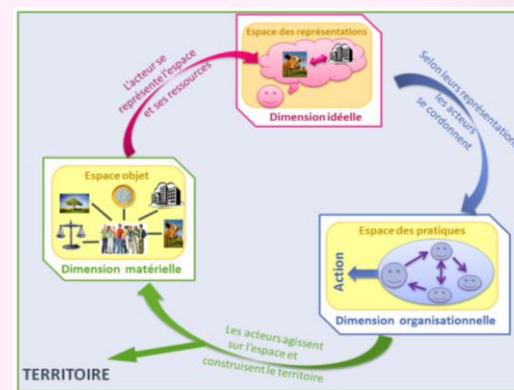 Espace des représentations
Dimension idéelle
L'acteur se
représente l'espace
et ses ressources
Selon leurs représentations
les acteurs
se cordonnent
Espace objet
Dimension matérielle
Espace des pratiques
Action
Dimension organisationnelle
Les acteurs agissent
sur l'espace et
construisent le territoire
TERRITOIRE